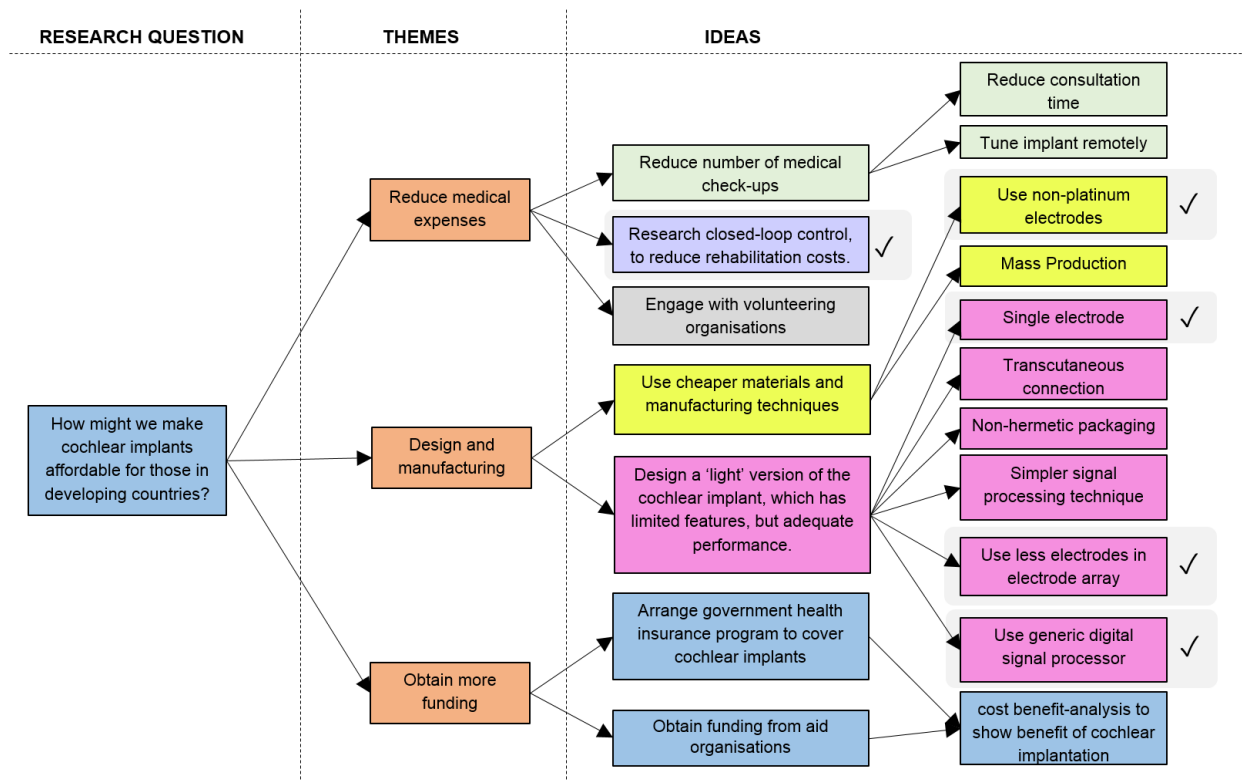 RESEARCH QUESTION
THEMES
IDEAS
How might we make
cochlear implants
affordable for those in
developing countries?
Reduce medical
expenses
Design and
manufacturing
Obtain more
funding
Reduce number of medical
check-ups
Research closed-loop control,
to reduce rehabilitation costs.
✓
Engage with volunteering
organisations
Use cheaper materials and
manufacturing techniques
Design a ‘light’ version of the
cochlear implant, which has
limited features, but adequate
performance.
Arrange government health
insurance program to cover
cochlear implants
Obtain funding from aid
organisations
Reduce consultation
time
Tune implant remotely
Use non-platinum
electrodes
✓
Mass Production
Single electrode
✓
Transcutaneous
connection
Non-hermetic packaging
Simpler signal
processing technique
Use less electrodes in
electrode array
✓
Use generic digital
signal processor
✓
cost benefit-analysis to
show benefit of cochlear
implantation